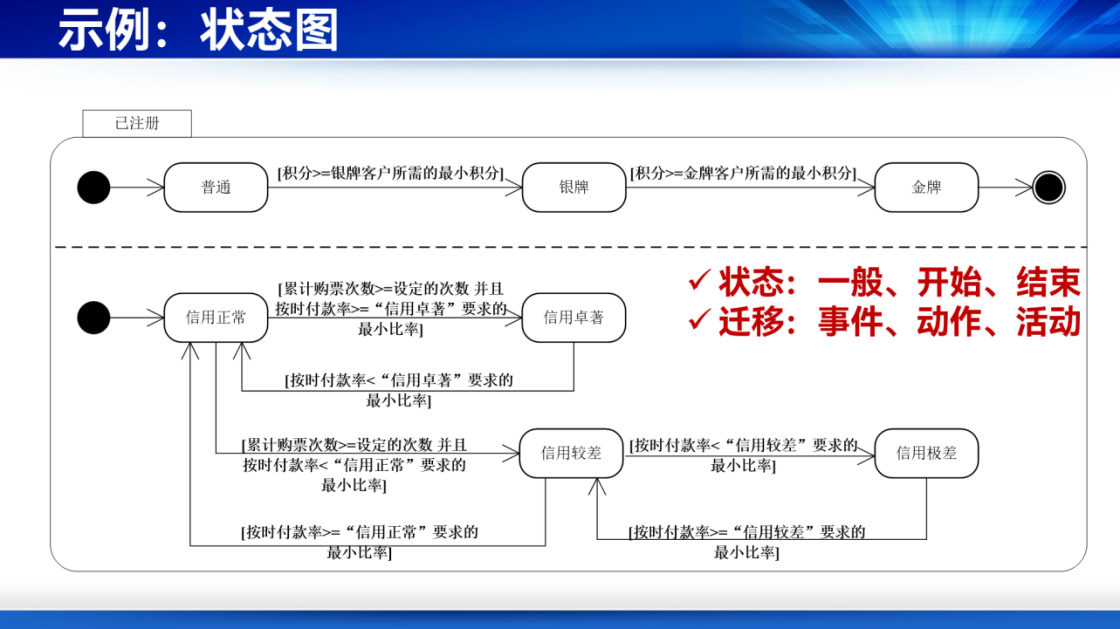 示例：状态图
已注册
普通
[积分>=银牌客户所需的最小积分]
银牌
[积分>=金牌客户所需的最小积分]
金牌
✓状态：一般、开始、结束
✓迁移：事件、动作、活动
信用正常
[累计购票次数>=设定的次数 并且
按时付款率>=“信用卓著”要求的
最小比率]
信用卓著
[按时付款率<“信用卓著”要求的
最小比率]
[累计购票次数>=设定的次数 并且
按时付款率<“信用正常”要求的
最小比率]
信用较差
[按时付款率<“信用较差”要求的
最小比率]
信用极差
[按时付款率>=“信用正常”要求的
最小比率]
[按时付款率>=“信用较差”要求的
最小比率]